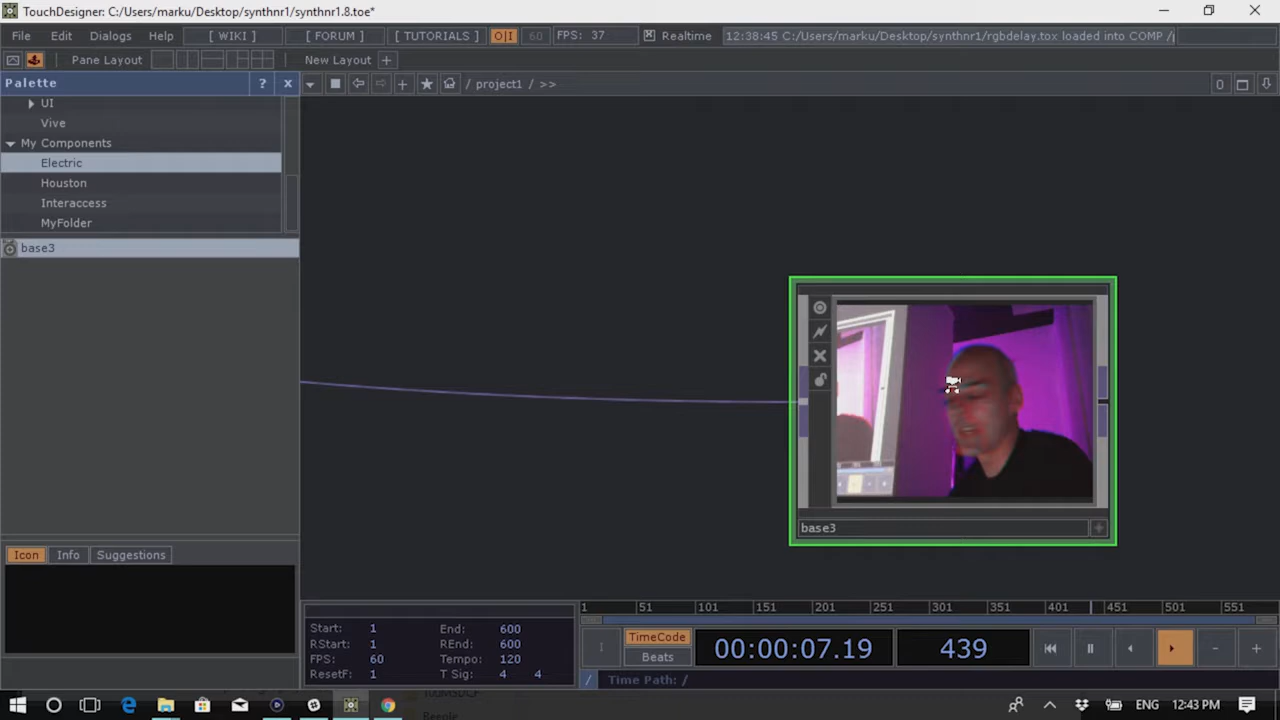 TouchDesigner: C:/Users/marku/Desktop/synthnr1/synthnr1.8.toe*
File Edit Dialogs Help [ WIKI ] [ FORUM ] [ TUTORIALS ] O|I 60 FPS: 37 Realtime 12:38:45 C:/Users/marku/Desktop/synthnr1/rgbdelay.tox loaded into COMP /
Pane Layout New Layout +
Palette ? x / project1 / >> 0
UI
Vive
My Components
Electric
Houston
Interaccess
MyFolder
base3
base3
Icon Info Suggestions
1 51 101 151 201 251 301 351 401 451 501 551
Start: 1 End: 600
RStart: 1 REnd: 600
FPS: 60 Tempo: 120
ResetF: 1 T Sig: 4 4
TimeCode
Beats
00:00:07.19 439
/ Time Path: /
ENG 12:43 PM